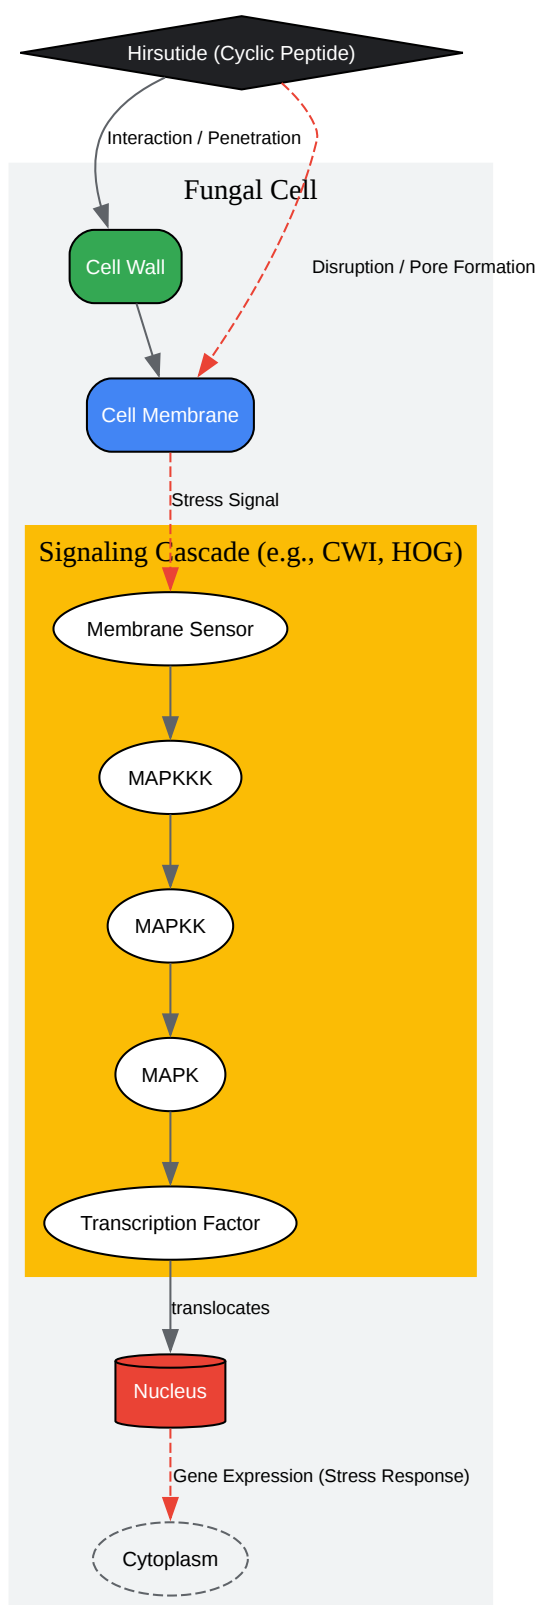 Hirsutide (Cyclic Peptide)
Interaction / Penetration
Fungal Cell
Cell Wall
Disruption / Pore Formation
Cell Membrane
Stress Signal
Signaling Cascade (e.g., CWI, HOG)
Membrane Sensor
MAPKKK
MAPKK
MAPK
Transcription Factor
translocates
Nucleus
Gene Expression (Stress Response)
Cytoplasm